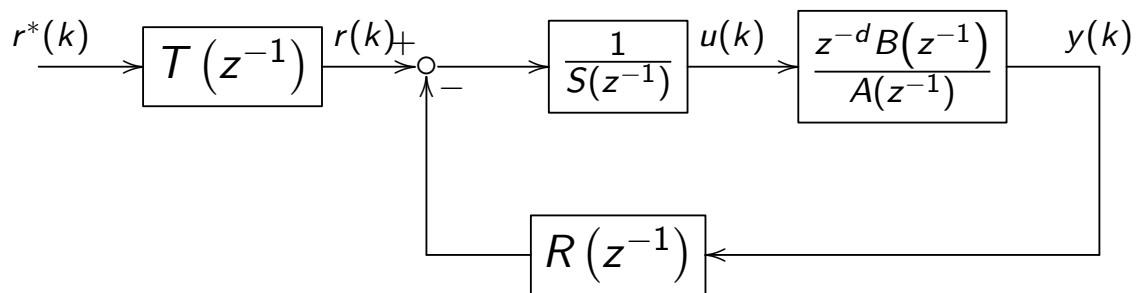 r*(k)
T(z⁻¹)
r(k)
+
−
1
S(z⁻¹)
u(k)
z⁻ᵈB(z⁻¹)
A(z⁻¹)
y(k)
R(z⁻¹)